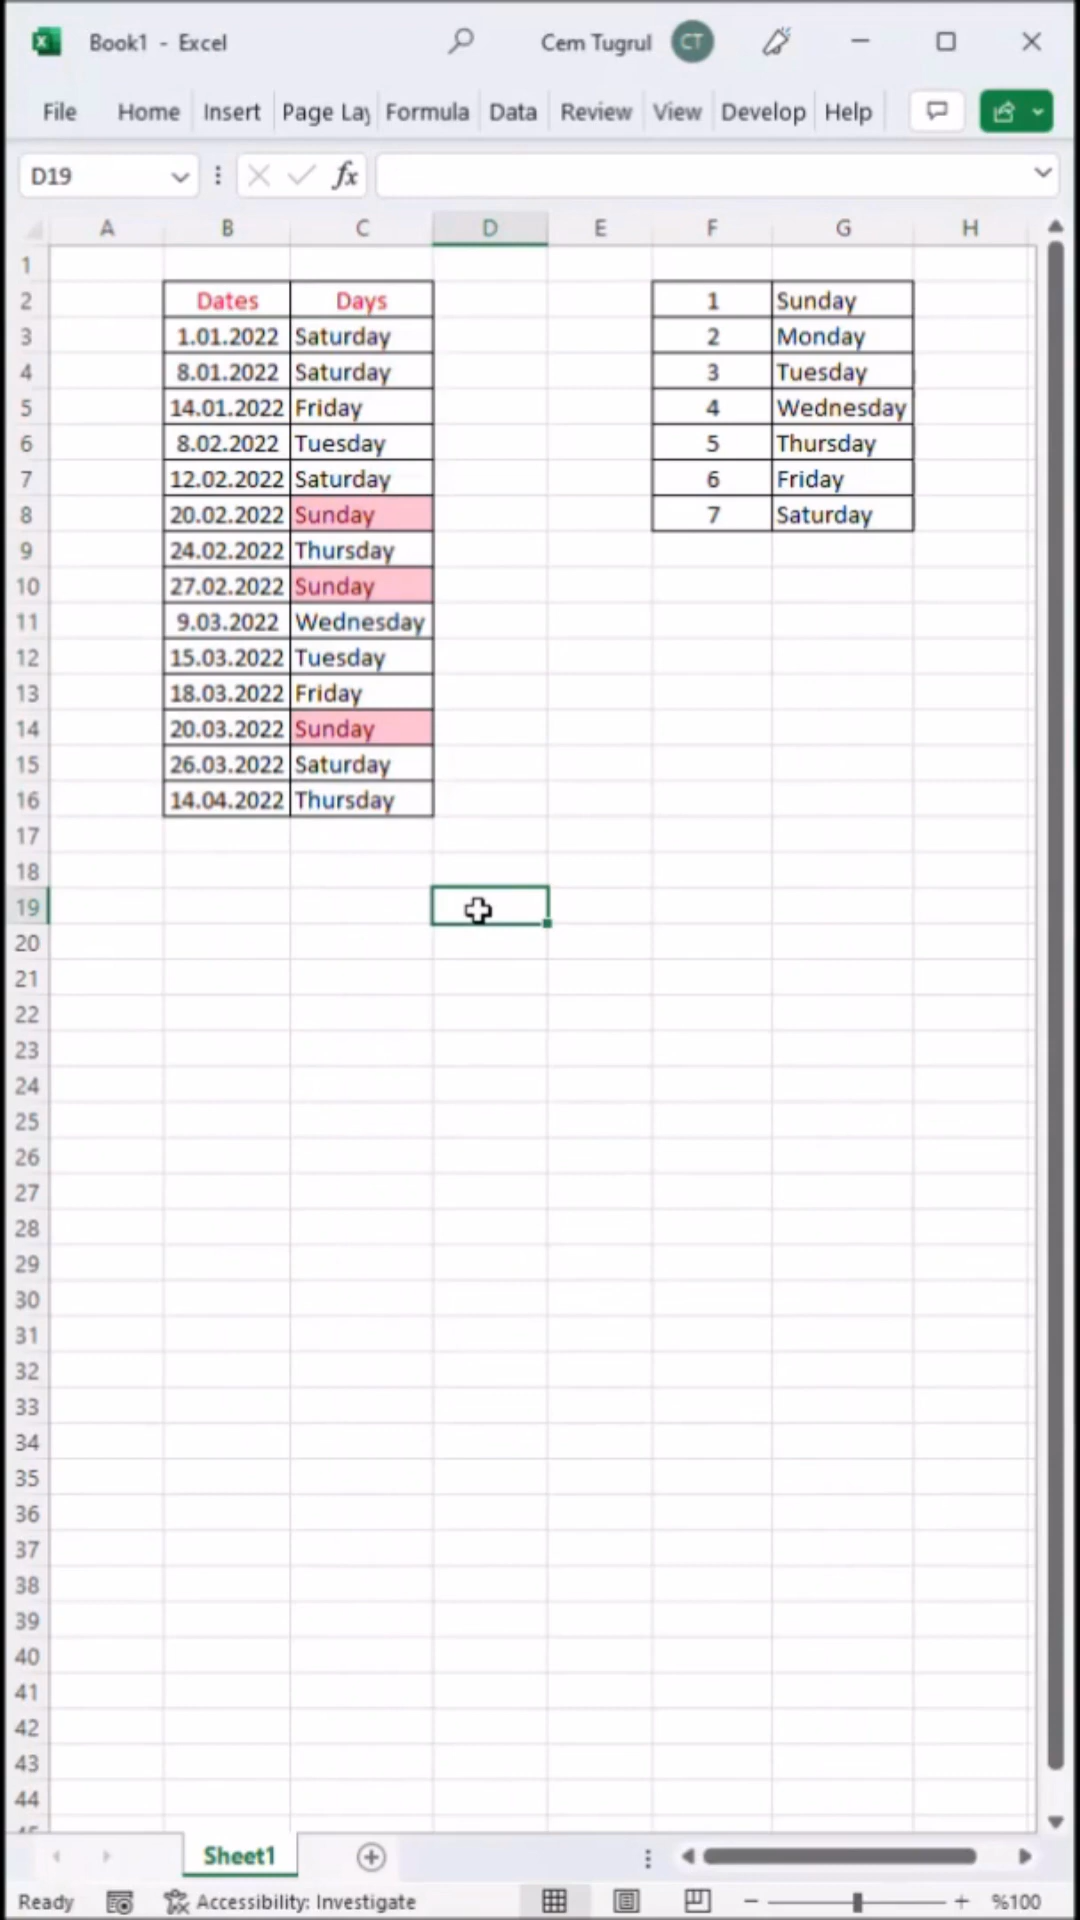 Book1 - Excel Cem Tugrul CT
File Home Insert Page Lay Formula Data Review View Develop Help
D19 fx
A B C D E F G H
1
2 Dates Days 1 Sunday
3 1.01.2022 Saturday 2 Monday
4 8.01.2022 Saturday 3 Tuesday
5 14.01.2022 Friday 4 Wednesday
6 8.02.2022 Tuesday 5 Thursday
7 12.02.2022 Saturday 6 Friday
8 20.02.2022 Sunday 7 Saturday
9 24.02.2022 Thursday
10 27.02.2022 Sunday
11 9.03.2022 Wednesday
12 15.03.2022 Tuesday
13 18.03.2022 Friday
14 20.03.2022 Sunday
15 26.03.2022 Saturday
16 14.04.2022 Thursday
17
18
19
20
21
22
23
24
25
26
27
28
29
30
31
32
33
34
35
36
37
38
39
40
41
42
43
44
Sheet1
Ready Accessibility: Investigate %100